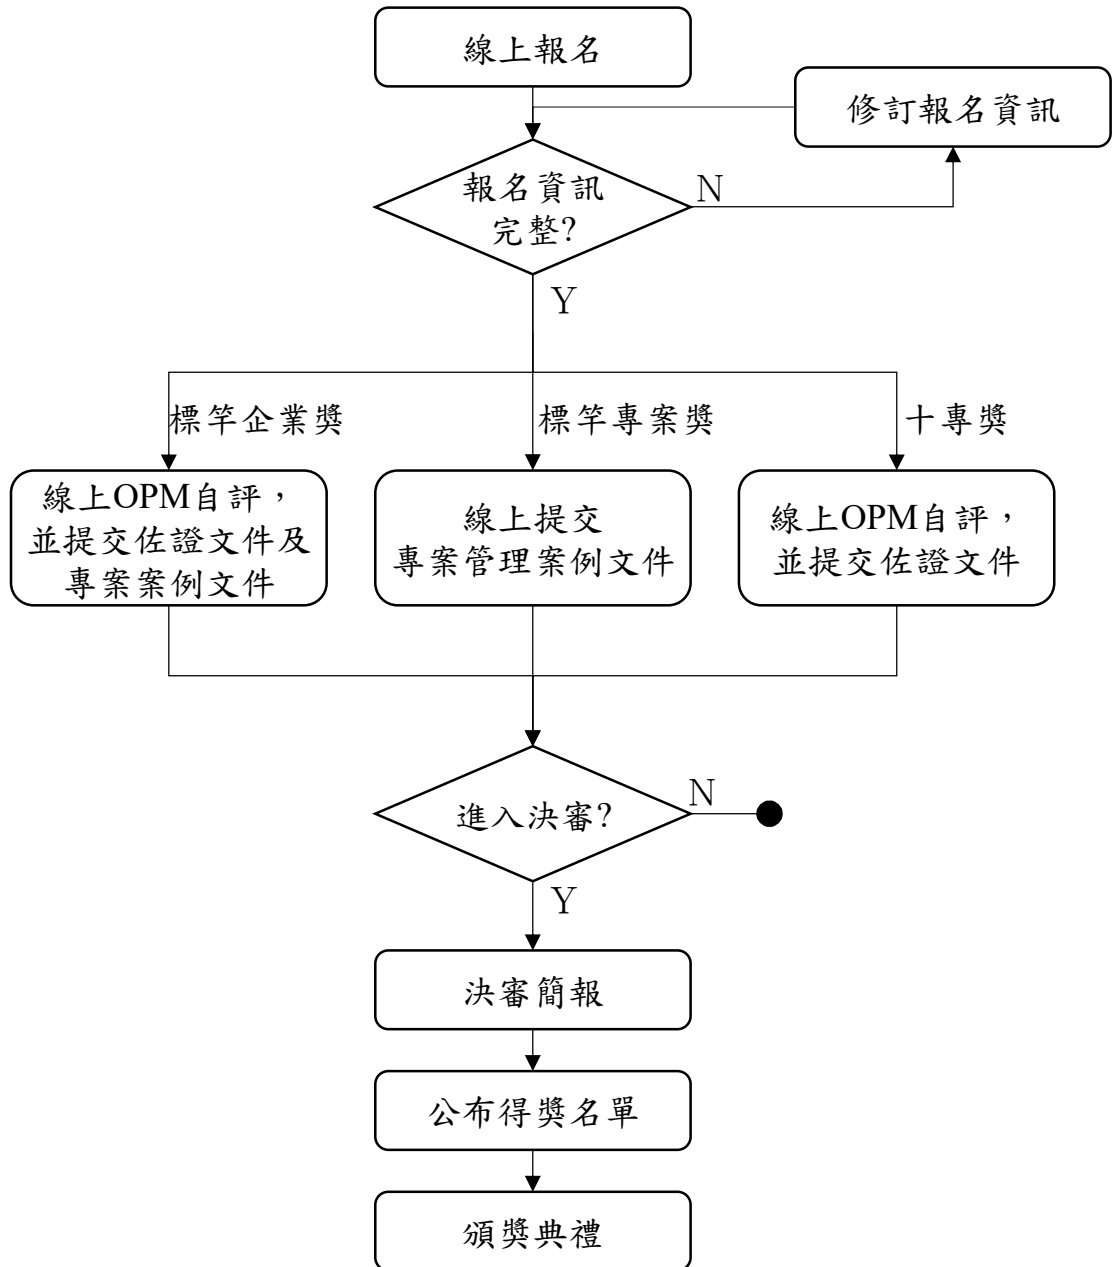 線上報名
修訂報名資訊
報名資訊
完整?
N
Y
標竿企業獎
標竿專案獎
十專獎
線上OPM自評，
並提交佐證文件及
專案案例文件
線上提交
專案管理案例文件
線上OPM自評，
並提交佐證文件
進入決審?
N
Y
決審簡報
公布得獎名單
頒獎典禮